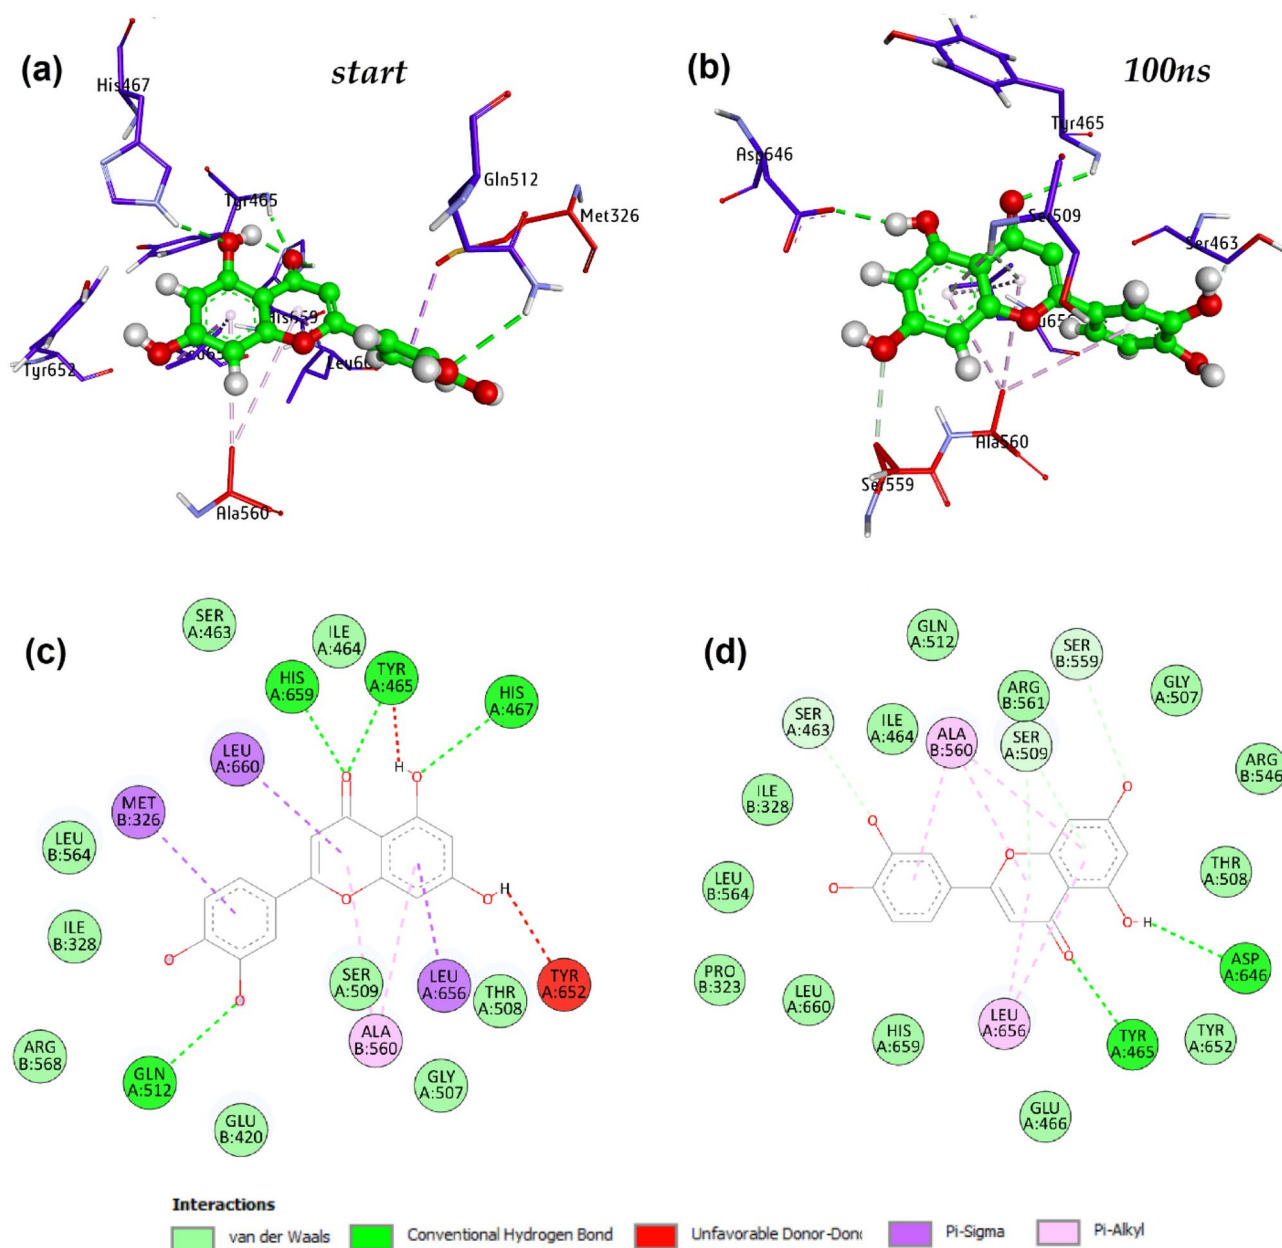 (a)
start
His467
Tyr465
Gln512
Met326
His659
Tyr652
Ala560
(b)
100ns
Tyr465
Asp646
Ser509
Ser463
Ala560
Ser559
(c)
SER
A:463
ILE
A:464
HIS
A:659
TYR
A:465
HIS
A:467
LEU
A:660
MET
B:326
LEU
B:564
ILE
B:328
H
O
O
O
O
H
O
O
O
SER
A:509
LEU
A:656
THR
A:508
TYR
A:652
ALA
B:560
ARG
B:568
GLN
A:512
GLY
A:507
GLU
B:420
(d)
GLN
A:512
SER
B:559
SER
A:463
ILE
A:464
ARG
B:561
GLY
A:507
ALA
B:560
SER
A:509
ARG
B:546
ILE
B:328
O
O
O
LEU
B:564
O
THR
A:508
O
H
O
PRO
B:323
LEU
A:660
ASP
A:646
HIS
A:659
LEU
A:656
TYR
A:465
TYR
A:652
GLU
A:466
Interactions
van der Waals
Conventional Hydrogen Bond
Unfavorable Donor-Dono
Pi-Sigma
Pi-Alkyl